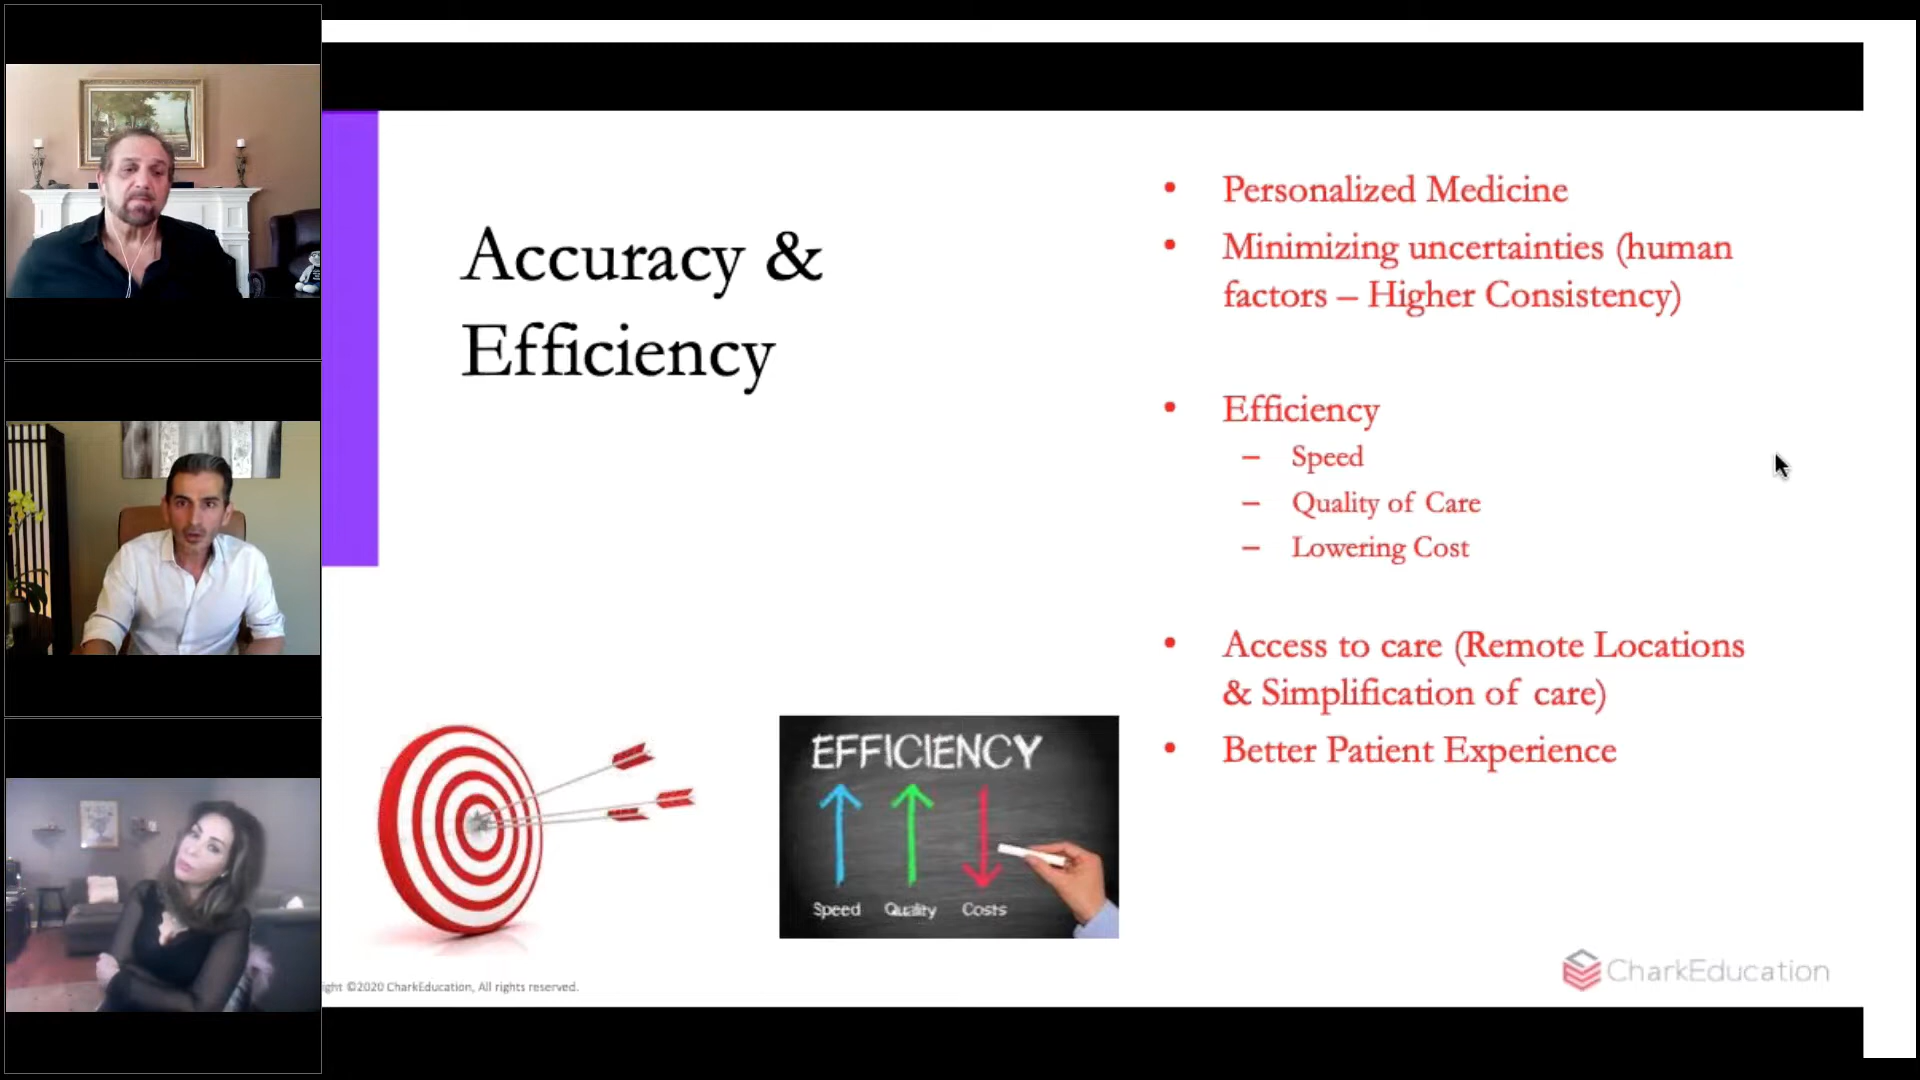 Accuracy &
Efficiency
• Personalized Medicine
• Minimizing uncertainties (human
factors – Higher Consistency)
• Efficiency
– Speed
– Quality of Care
– Lowering Cost
• Access to care (Remote Locations
& Simplification of care)
• Better Patient Experience
EFFICIENCY
Speed Quality Costs
ight ©2020 CharkEducation, All rights reserved.
CharkEducation